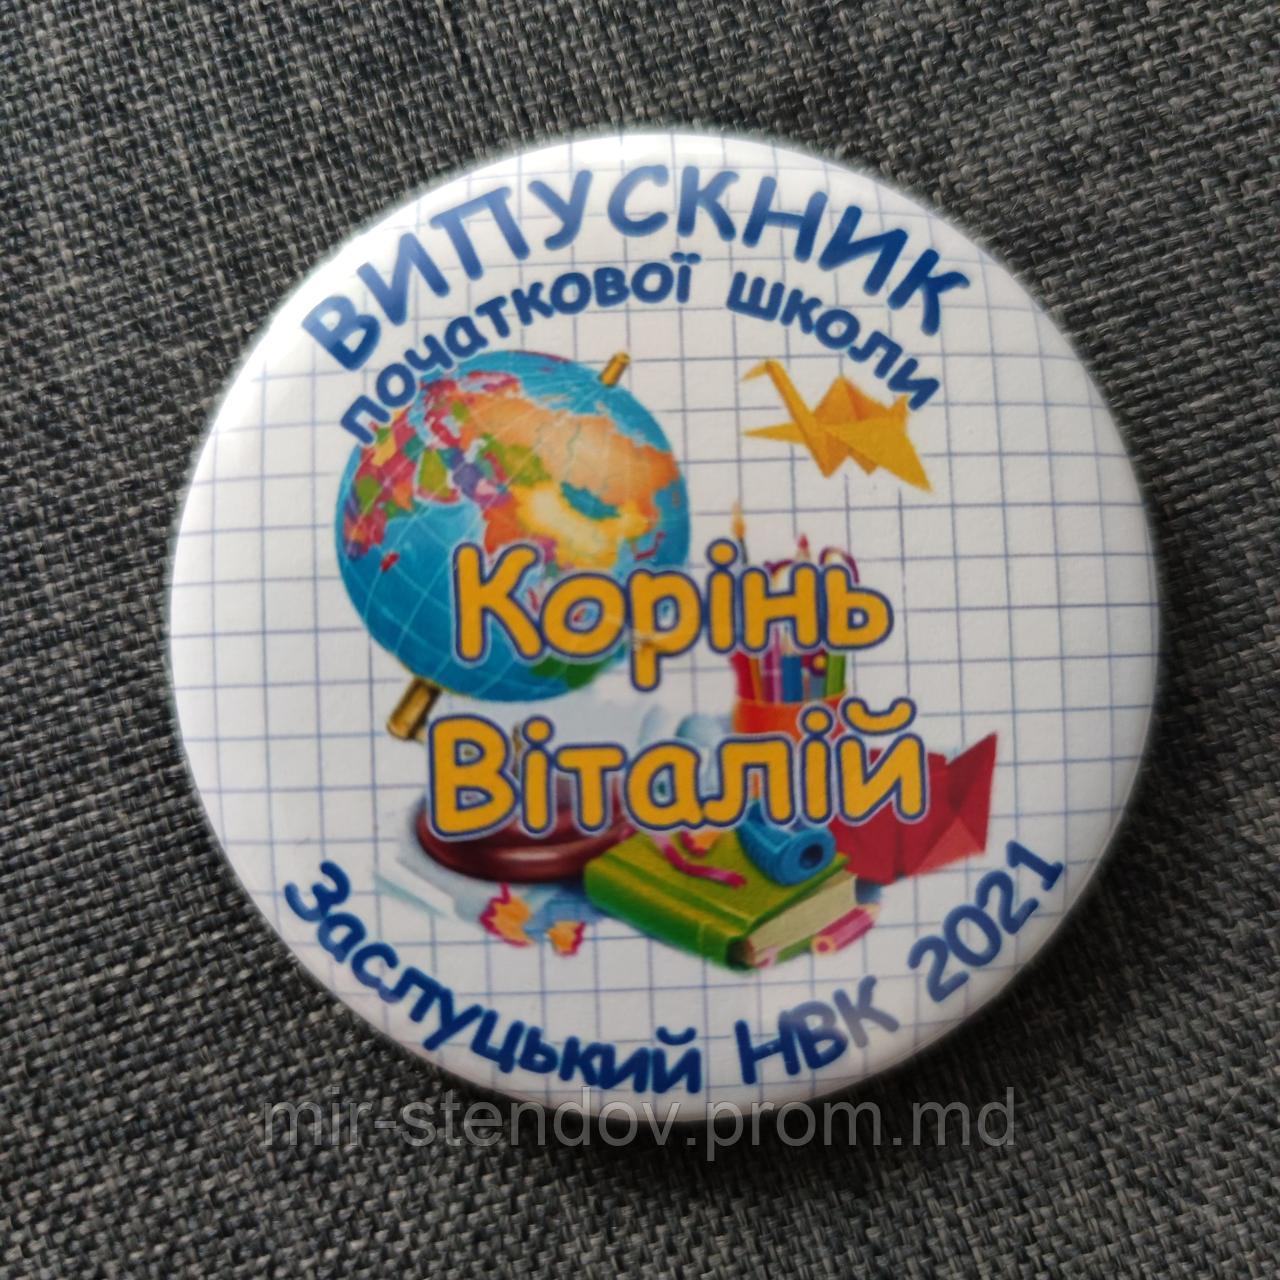 ВИПУСКНИК
початкової школи
Корінь
Віталій
Заслуцький НВК 2021
mir-stendov.prom.md